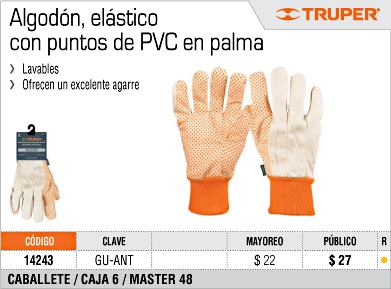 Algodón, elástico
con puntos de PVC en palma
TRUPER®
› Lavables
› Ofrecen un excelente agarre
TRUPER
CÓDIGO CLAVE MAYOREO PÚBLICO R
14243 GU-ANT $ 22 $ 27
CABALLETE / CAJA 6 / MASTER 48